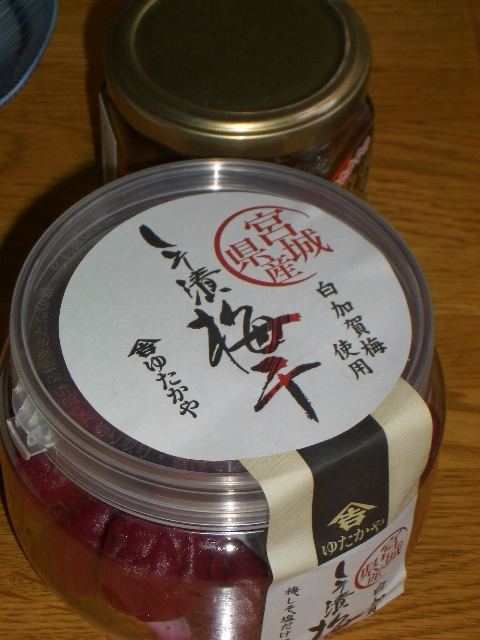 宮城
県産
しそ漬
梅干
白加賀梅
使用
ゆたかや
ゆたかや
宮城
県産
しそ漬
梅
梅、しそ、塩だけ